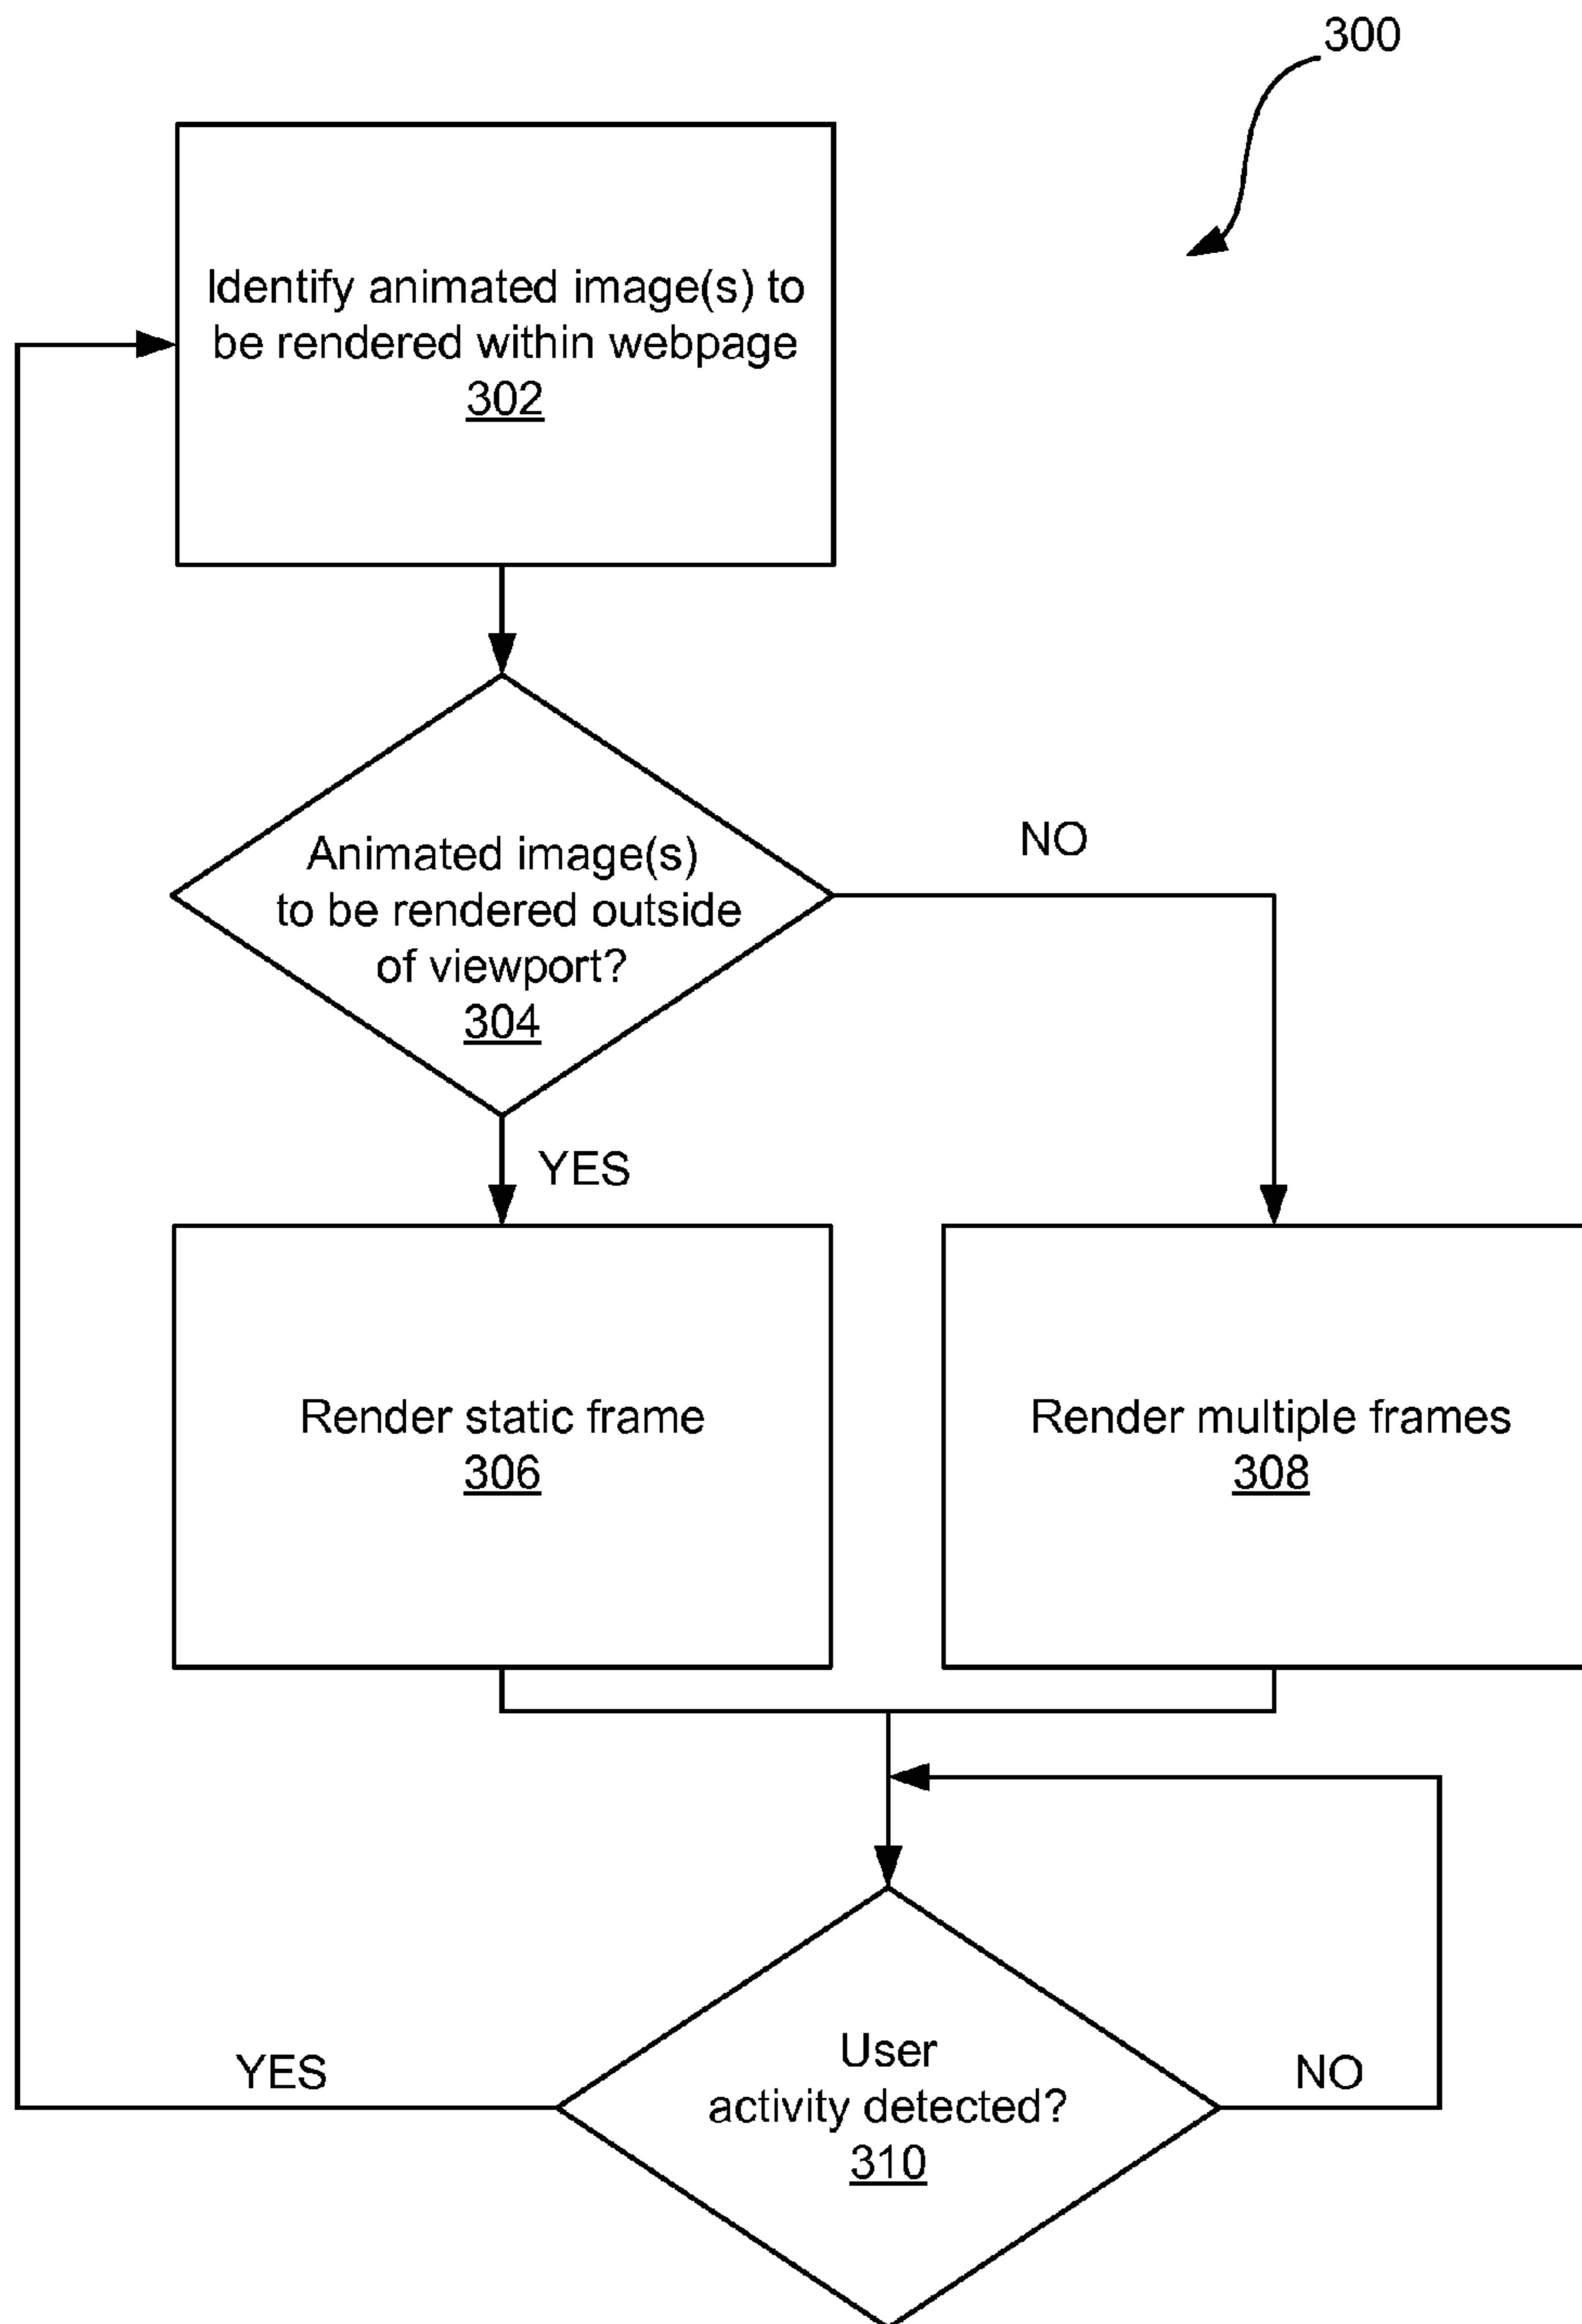 300
Identify animated image(s) to
be rendered within webpage
302
Animated image(s)
to be rendered outside
of viewport?
304
NO
YES
Render static frame
306
Render multiple frames
308
User
activity detected?
310
YES
NO